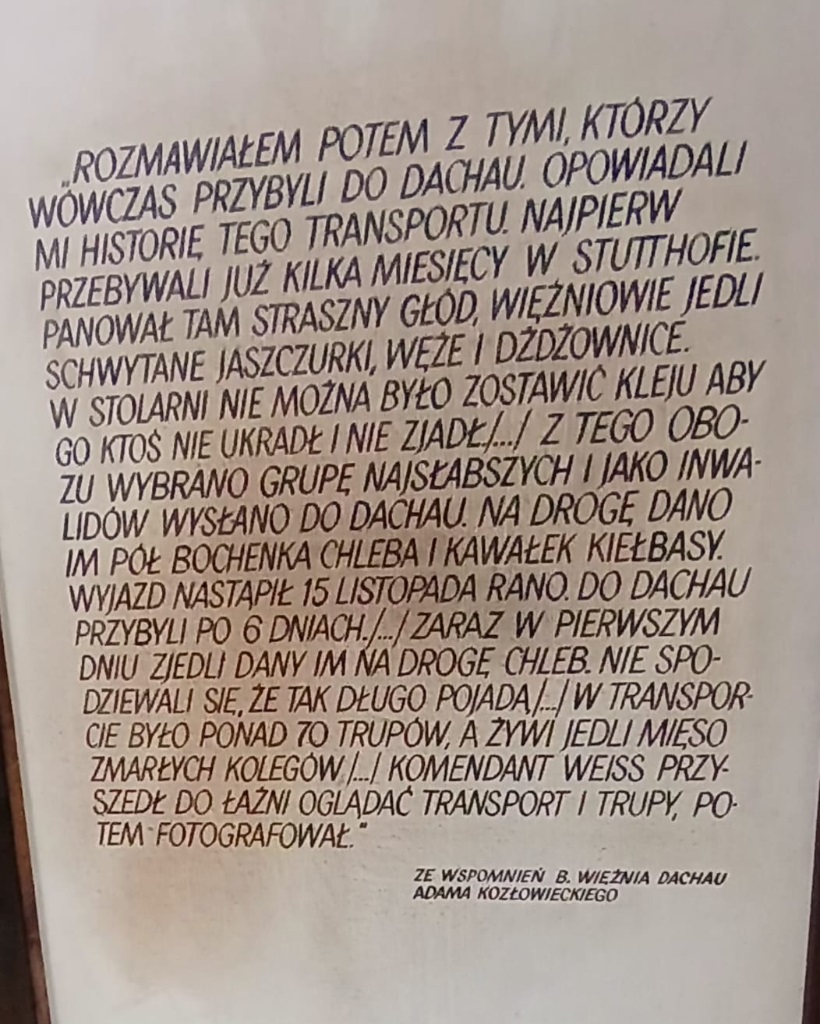 „ROZMAWIAŁEM POTEM Z TYMI, KTÓRZY
WÓWCZAS PRZYBYLI DO DACHAU. OPOWIADALI
MI HISTORIĘ TEGO TRANSPORTU. NAJPIERW
PRZEBYWALI JUŻ KILKA MIESIĘCY W STUTTHOFIE.
PANOWAŁ TAM STRASZNY GŁÓD, WIĘŹNIOWIE JEDLI
SCHWYTANE JASZCZURKI, WĘŻE I DŻDŻOWNICE.
W STOLARNI NIE MOŻNA BYŁO ZOSTAWIĆ KLEJU ABY
GO KTOŚ NIE UKRADŁ I NIE ZJADŁ/.../ Z TEGO OBO-
ZU WYBRANO GRUPĘ NAJSŁABSZYCH I JAKO INWA-
LIDÓW WYSŁANO DO DACHAU. NA DROGĘ DANO
IM PÓŁ BOCHENKA CHLEBA I KAWAŁEK KIEŁBASY.
WYJAZD NASTĄPIŁ 15 LISTOPADA RANO. DO DACHAU
PRZYBYLI PO 6 DNIACH./.../ ZARAZ W PIERWSZYM
DNIU ZJEDLI DANY IM NA DROGĘ CHLEB. NIE SPO-
DZIEWALI SIĘ, ŻE TAK DŁUGO POJADĄ/.../ W TRANSPOR-
CIE BYŁO PONAD 70 TRUPÓW, A ŻYWI JEDLI MIĘSO
ZMARŁYCH KOLEGÓW/.../ KOMENDANT WEISS PRZY-
SZEDŁ DO ŁAŹNI OGLĄDAĆ TRANSPORT I TRUPY, PO-
TEM FOTOGRAFOWAŁ."
ZE WSPOMNIEŃ B. WIĘŹNIA DACHAU
ADAMA KOZŁOWIECKIEGO